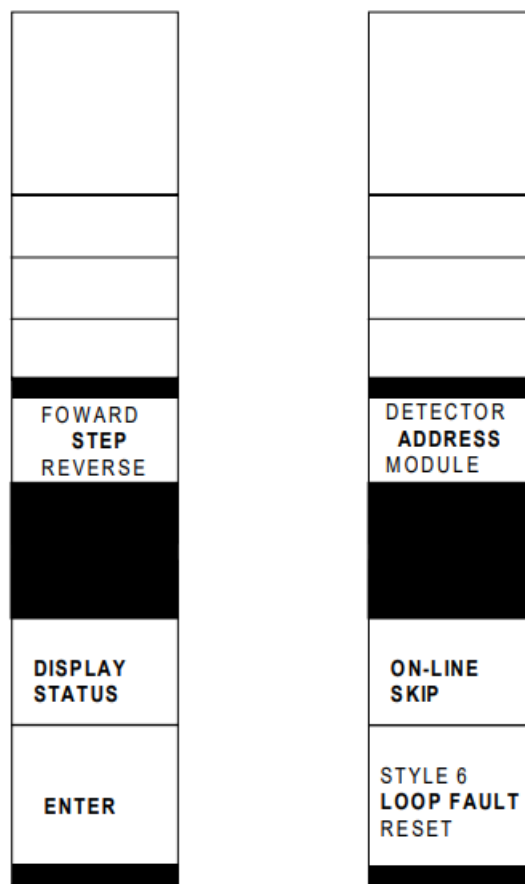 FOWARD
STEP
REVERSE
DISPLAY
STATUS
ENTER
DETECTOR
ADDRESS
MODULE
ON-LINE
SKIP
STYLE 6
LOOP FAULT
RESET